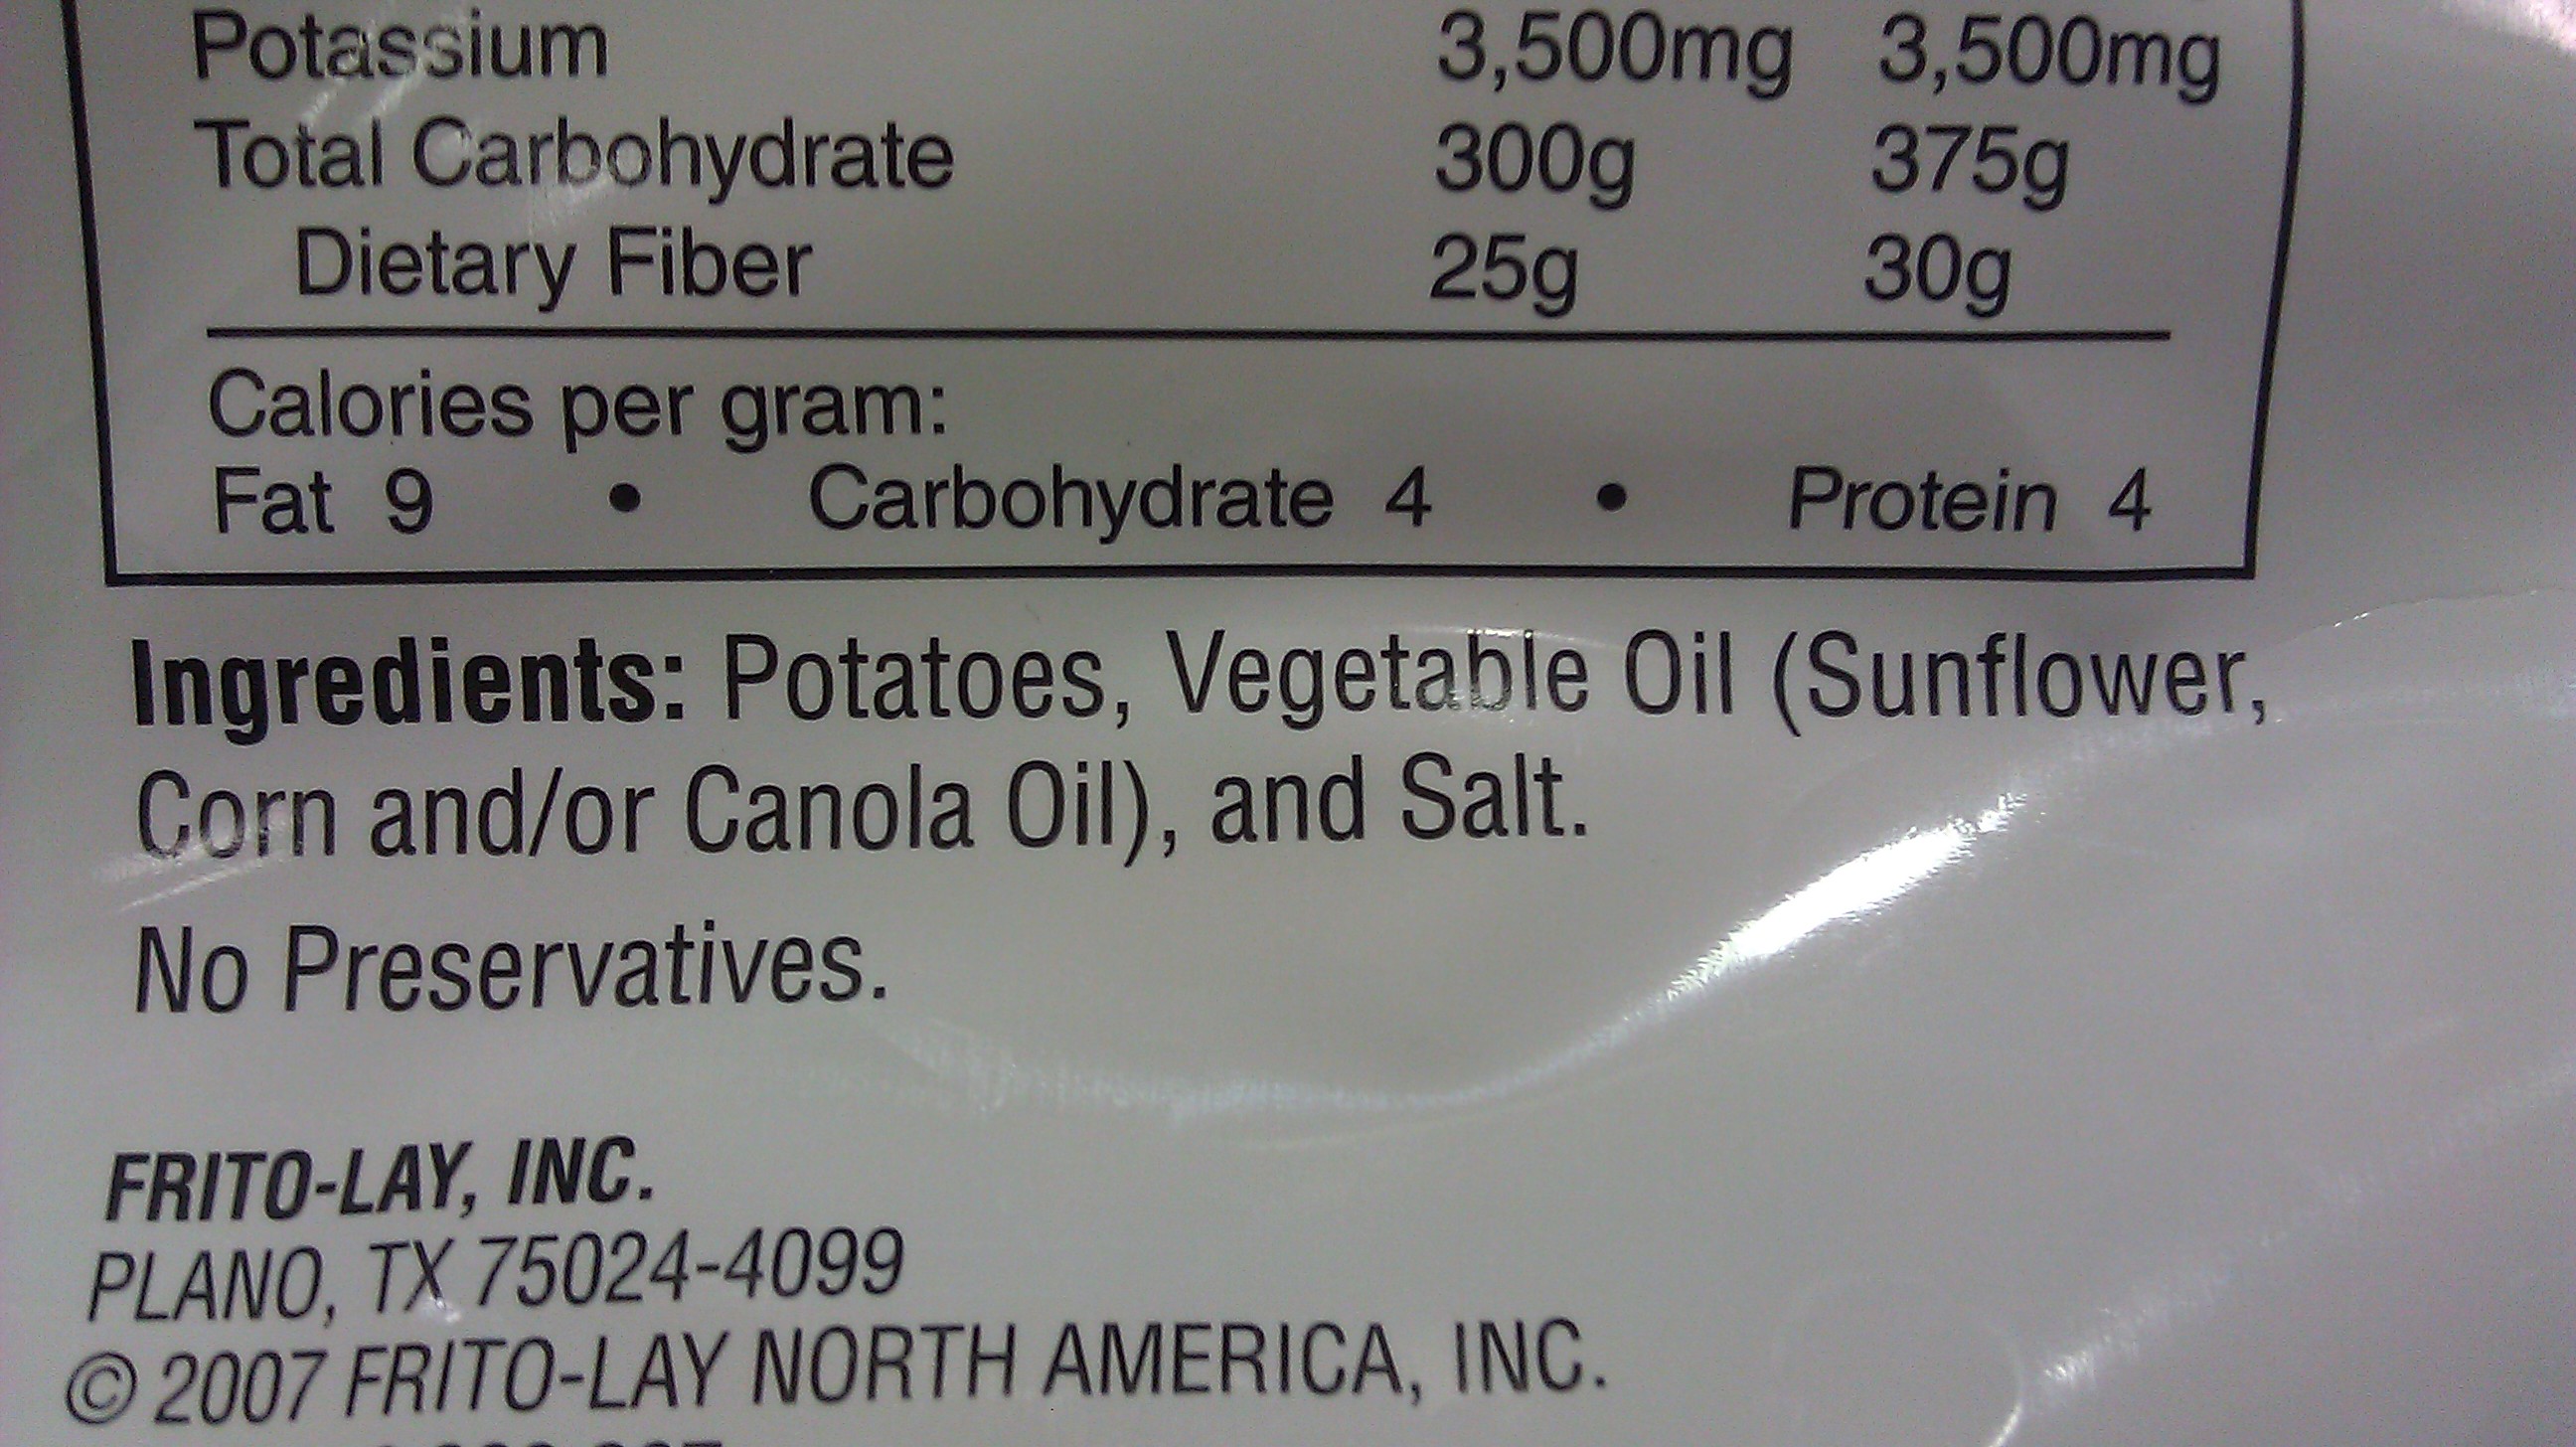 Potassium 3,500mg 3,500mg
Total Carbohydrate 300g 375g
Dietary Fiber 25g 30g
Calories per gram:
Fat 9 • Carbohydrate 4 • Protein 4
Ingredients: Potatoes, Vegetable Oil (Sunflower,
Corn and/or Canola Oil), and Salt.
No Preservatives.
FRITO-LAY, INC.
PLANO, TX 75024-4099
© 2007 FRITO-LAY NORTH AMERICA, INC.